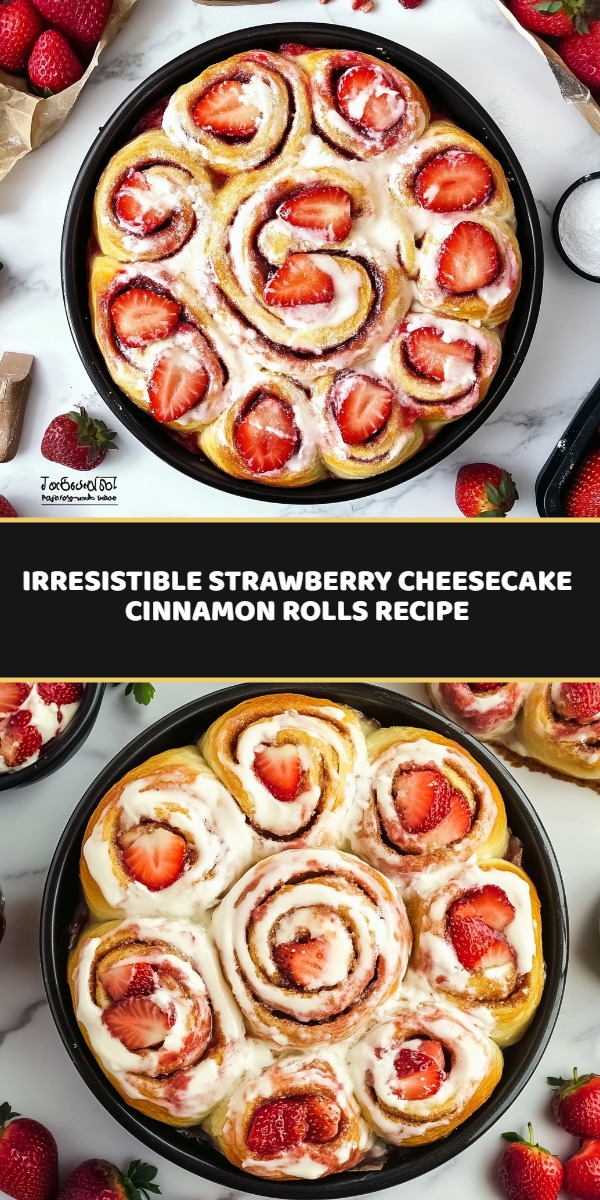 IRRESISTIBLE STRAWBERRY CHEESECAKE
CINNAMON ROLLS RECIPE